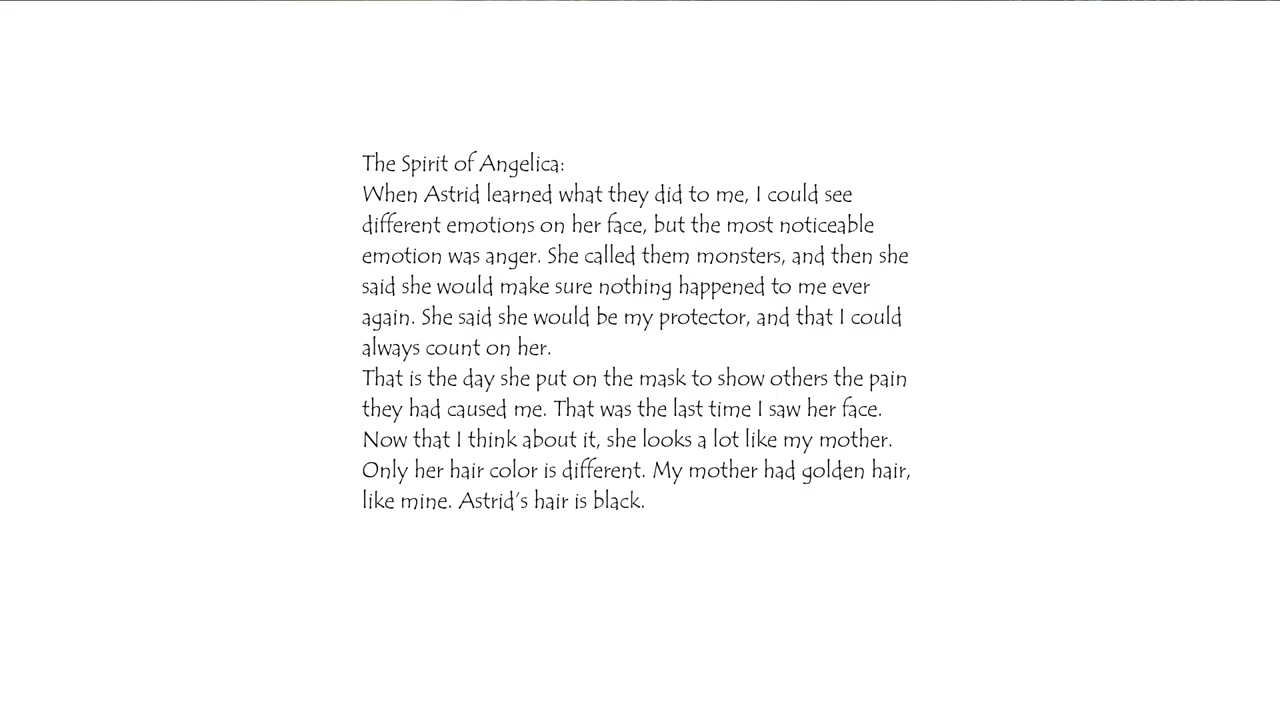 The Spirit of Angelica:
When Astrid learned what they did to me, I could see
different emotions on her face, but the most noticeable
emotion was anger. She called them monsters, and then she
said she would make sure nothing happened to me ever
again. She said she would be my protector, and that I could
always count on her.
That is the day she put on the mask to show others the pain
they had caused me. That was the last time I saw her face.
Now that I think about it, she looks a lot like my mother.
Only her hair color is different. My mother had golden hair,
like mine. Astrid's hair is black.